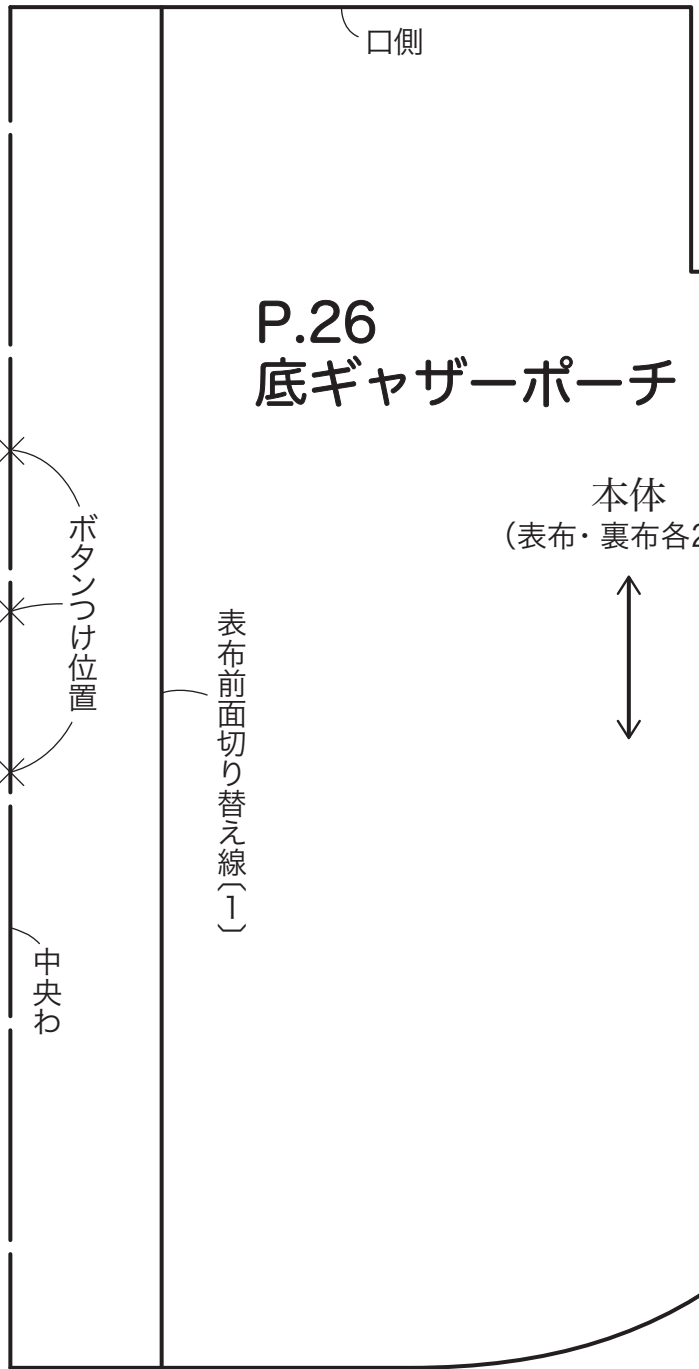 口側
P.26
底ギャザーポーチ
本体
（表布・裏布各2
ボタンつけ位置
表布前面切り替え線〔1〕
中央わ